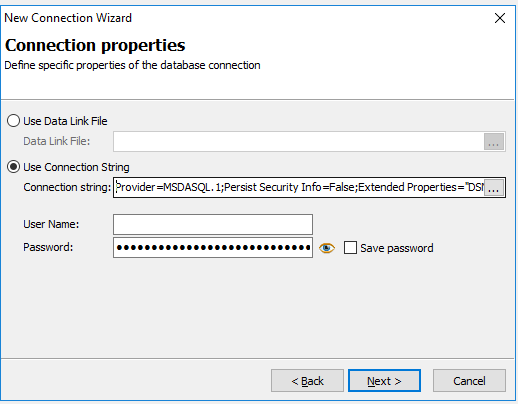 New Connection Wizard
Connection properties
Define specific properties of the database connection
Use Data Link File
Data Link File: ...
Use Connection String
Connection string: Provider=MSDASQL.1;Persist Security Info=False;Extended Properties="DSN ...
User Name:
Password: ●●●●●●●●●●●●●●●●●●●●●●●●●●●● Save password
< Back Next > Cancel